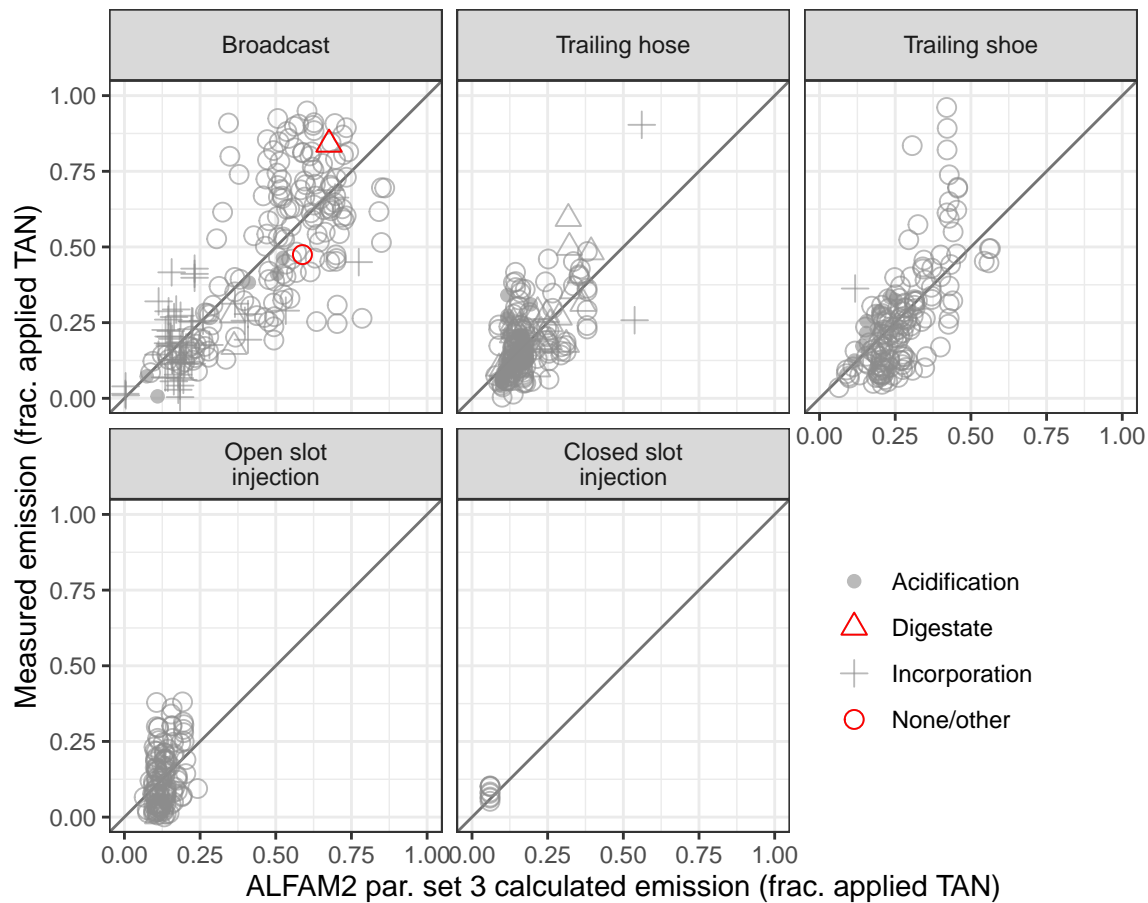 Broadcast
Trailing hose
Trailing shoe
1.00
0.75
0.50
0.25
0.00
0.00 0.25 0.50 0.75 1.00
Open slot
injection
Closed slot
injection
1.00
0.75
0.50
0.25
0.00
0.00 0.25 0.50 0.75 1.00
0.00 0.25 0.50 0.75 1.00
Measured emission (frac. applied TAN)
ALFAM2 par. set 3 calculated emission (frac. applied TAN)
Acidification
Digestate
Incorporation
None/other